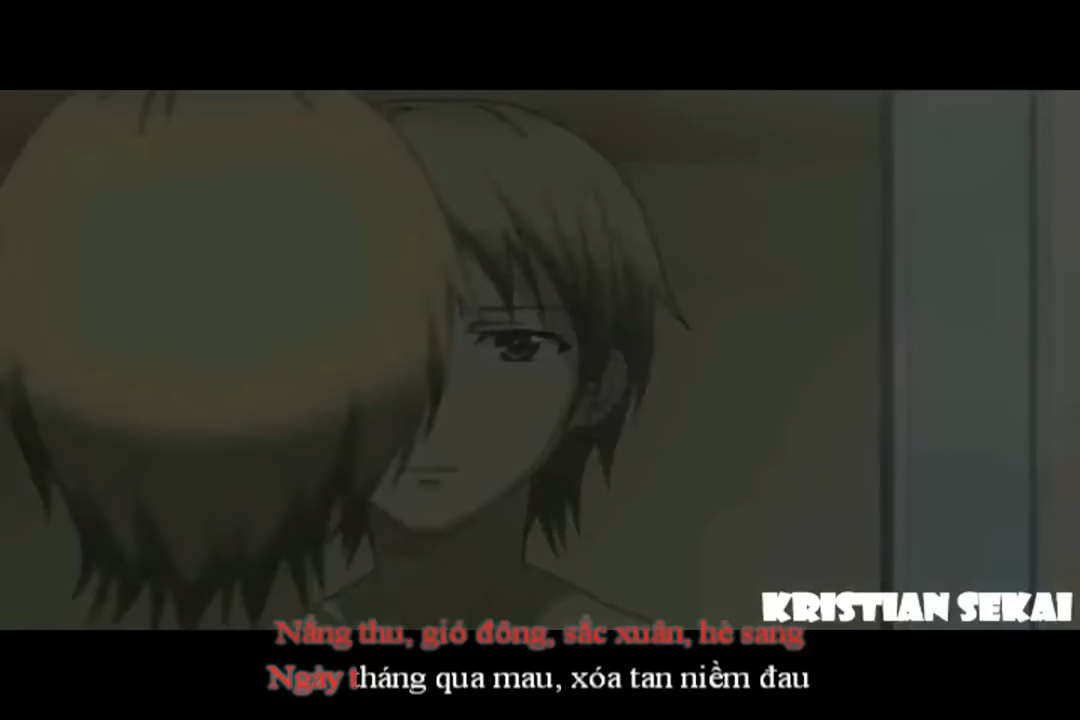 KRISTIAN SEKAI
Nắng thu, gió đông, sắc xuân, hè sang
Ngày tháng qua mau, xóa tan niềm đau